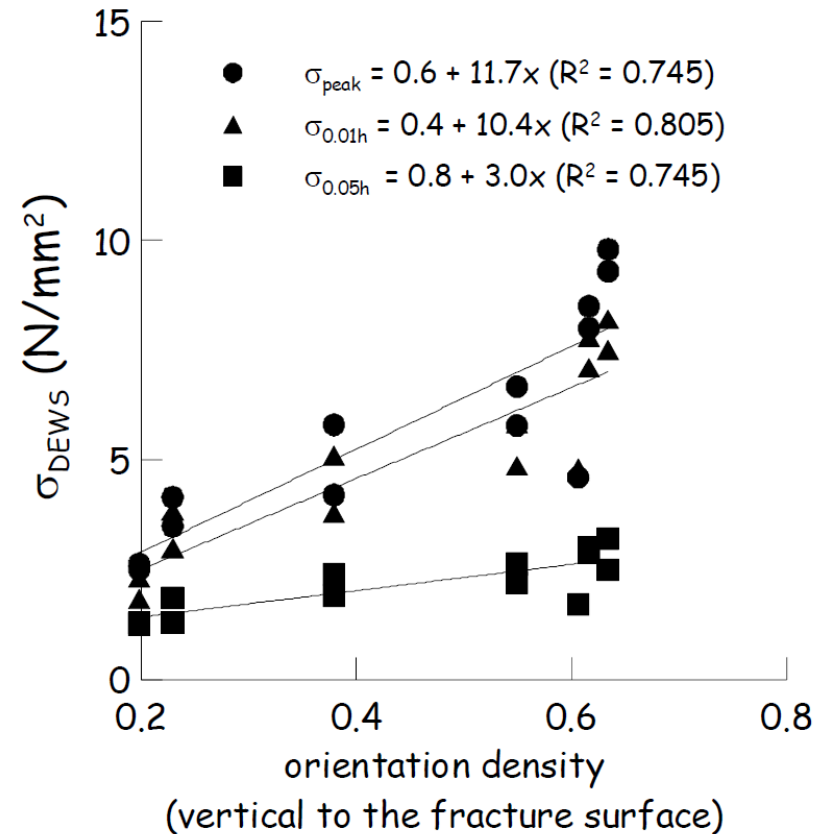 15
σpeak = 0.6 + 11.7x (R² = 0.745)
σ0.01h = 0.4 + 10.4x (R² = 0.805)
σ0.05h = 0.8 + 3.0x (R² = 0.745)
10
σDEWS (N/mm²)
5
0
0.2 0.4 0.6 0.8
orientation density
(vertical to the fracture surface)